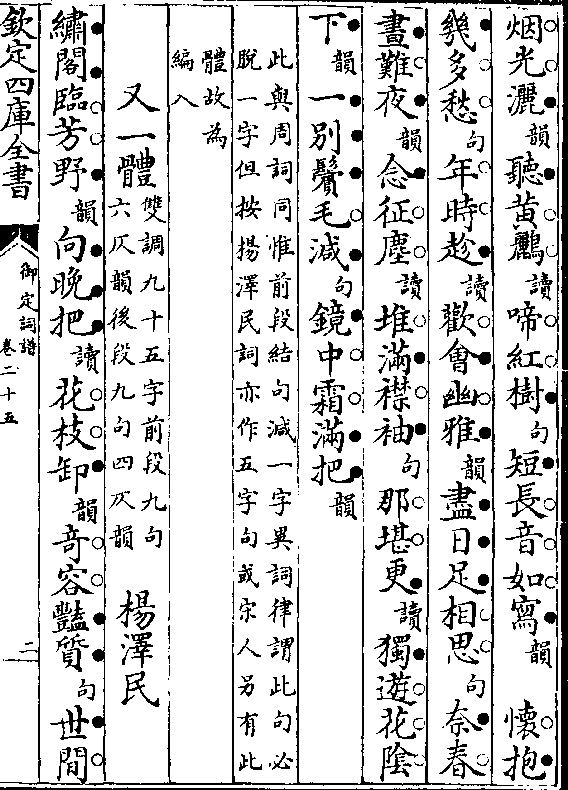 烟光灑韻聽黄鸝讀啼紅樹句短長音如寫韻　懷抱
幾多愁句年時趁讀歡會幽雅韻盡日足相思句奈春
晝難夜韻念征塵讀堆滿襟袖句那堪更讀獨遊花陰
下韻一別鬢毛減句鏡中霜滿把韻
此與周詞同惟前段結句減一字異詞律謂此句必
脫一字但按揚澤民詞亦作五字句或宋人另有此
體故為
編入
又一體雙調九十五字前段九句
六仄韻後段九句四仄韻
楊澤民
繡閣臨芳野韻向晚把讀花枝卸韻竒容豔質句世間
欽定四庫全書
御定詞譜
卷二十五
二